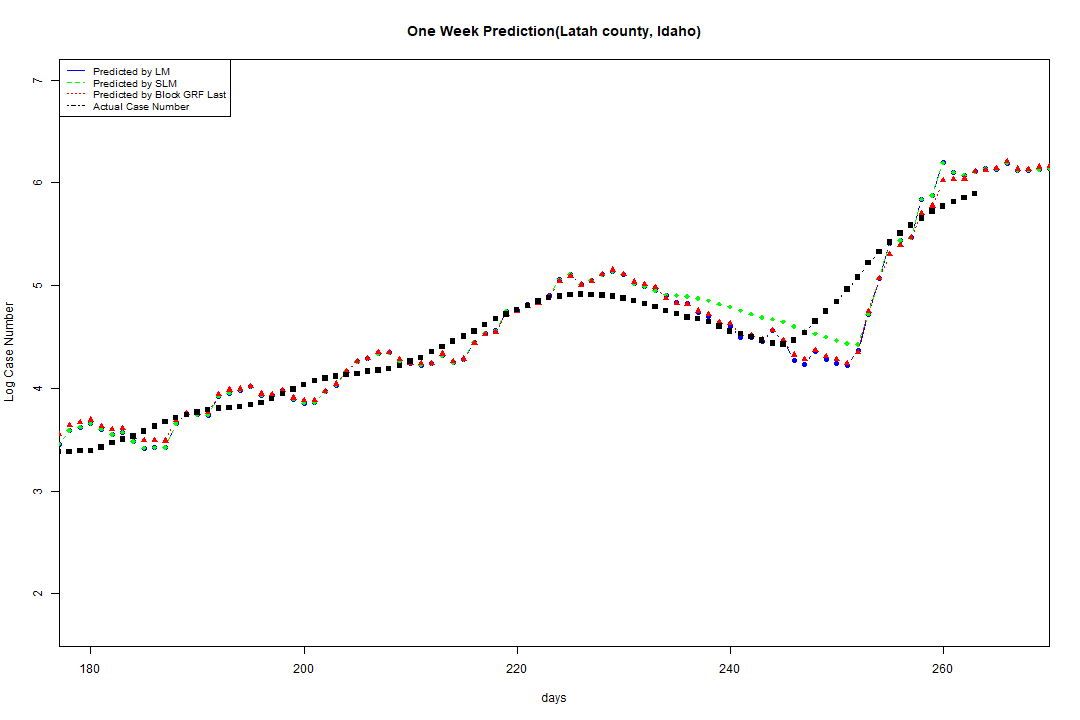 One Week Prediction(Latah county, Idaho)
Predicted by LM
Predicted by SLM
Predicted by Block GRF Last
Actual Case Number
7
6
5
4
3
2
Log Case Number
180 200 220 240 260
days